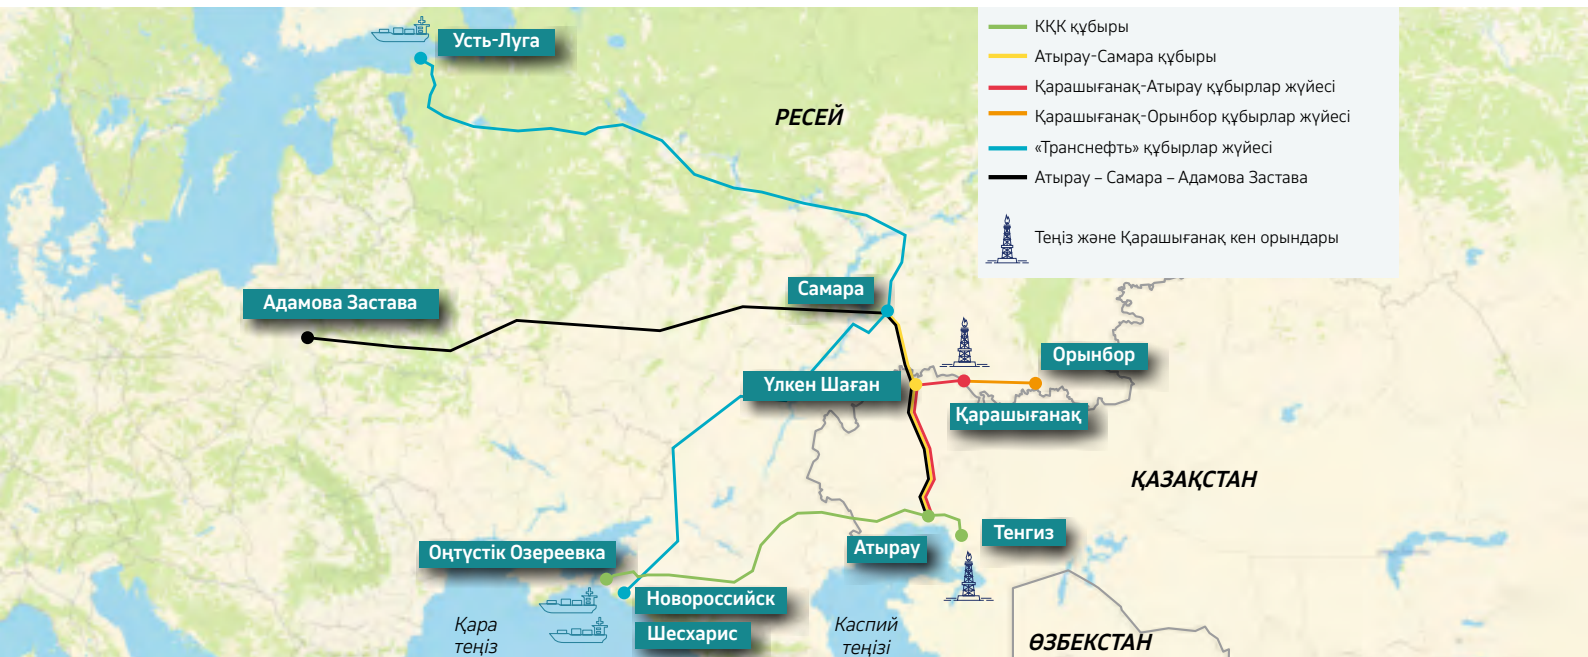 Усть-Луга
РЕСЕЙ
КҚК құбыры
Атырау-Самара құбыры
Қарашығанақ-Атырау құбырлар жүйесі
Қарашығанақ-Орынбор құбырлар жүйесі
«Транснефть» құбырлар жүйесі
Атырау – Самара – Адамова Застава
Теңіз және Қарашығанақ кен орындары
Самара
Адамова Застава
Орынбор
Үлкен Шаған
Қарашығанақ
ҚАЗАҚСТАН
Тенгиз
Атырау
Оңтүстік Озереевка
Новороссийск
Шесхарис
Қара
теңіз
Каспий
теңізі
ӨЗБЕКСТАН